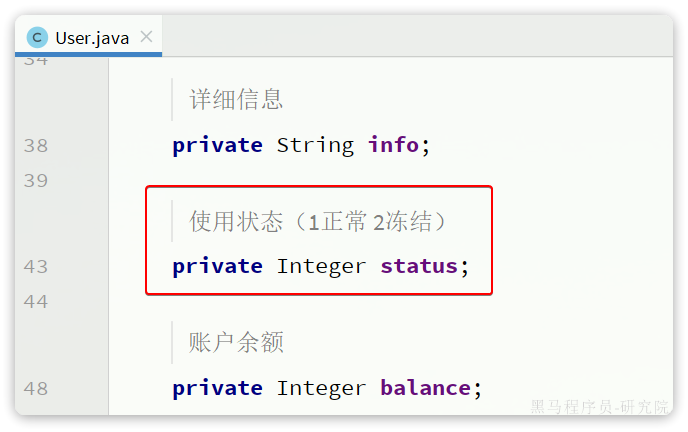 User.java
34
详细信息
38 private String info;
39
使用状态（1正常 2冻结）
43 private Integer status;
44
账户余额
48 private Integer balance;
黑马程序员-研究院